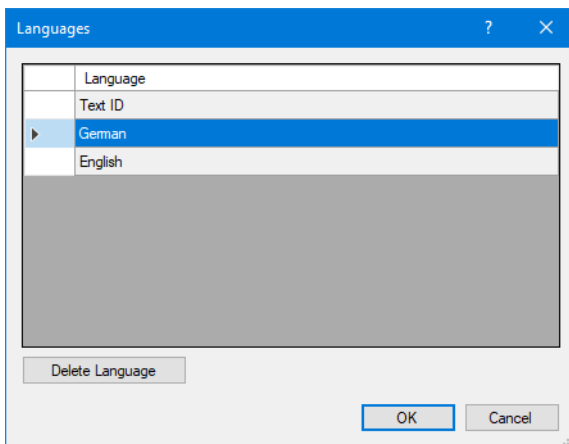 Languages ? ×
Language
Text ID
German
English
Delete Language
OK Cancel